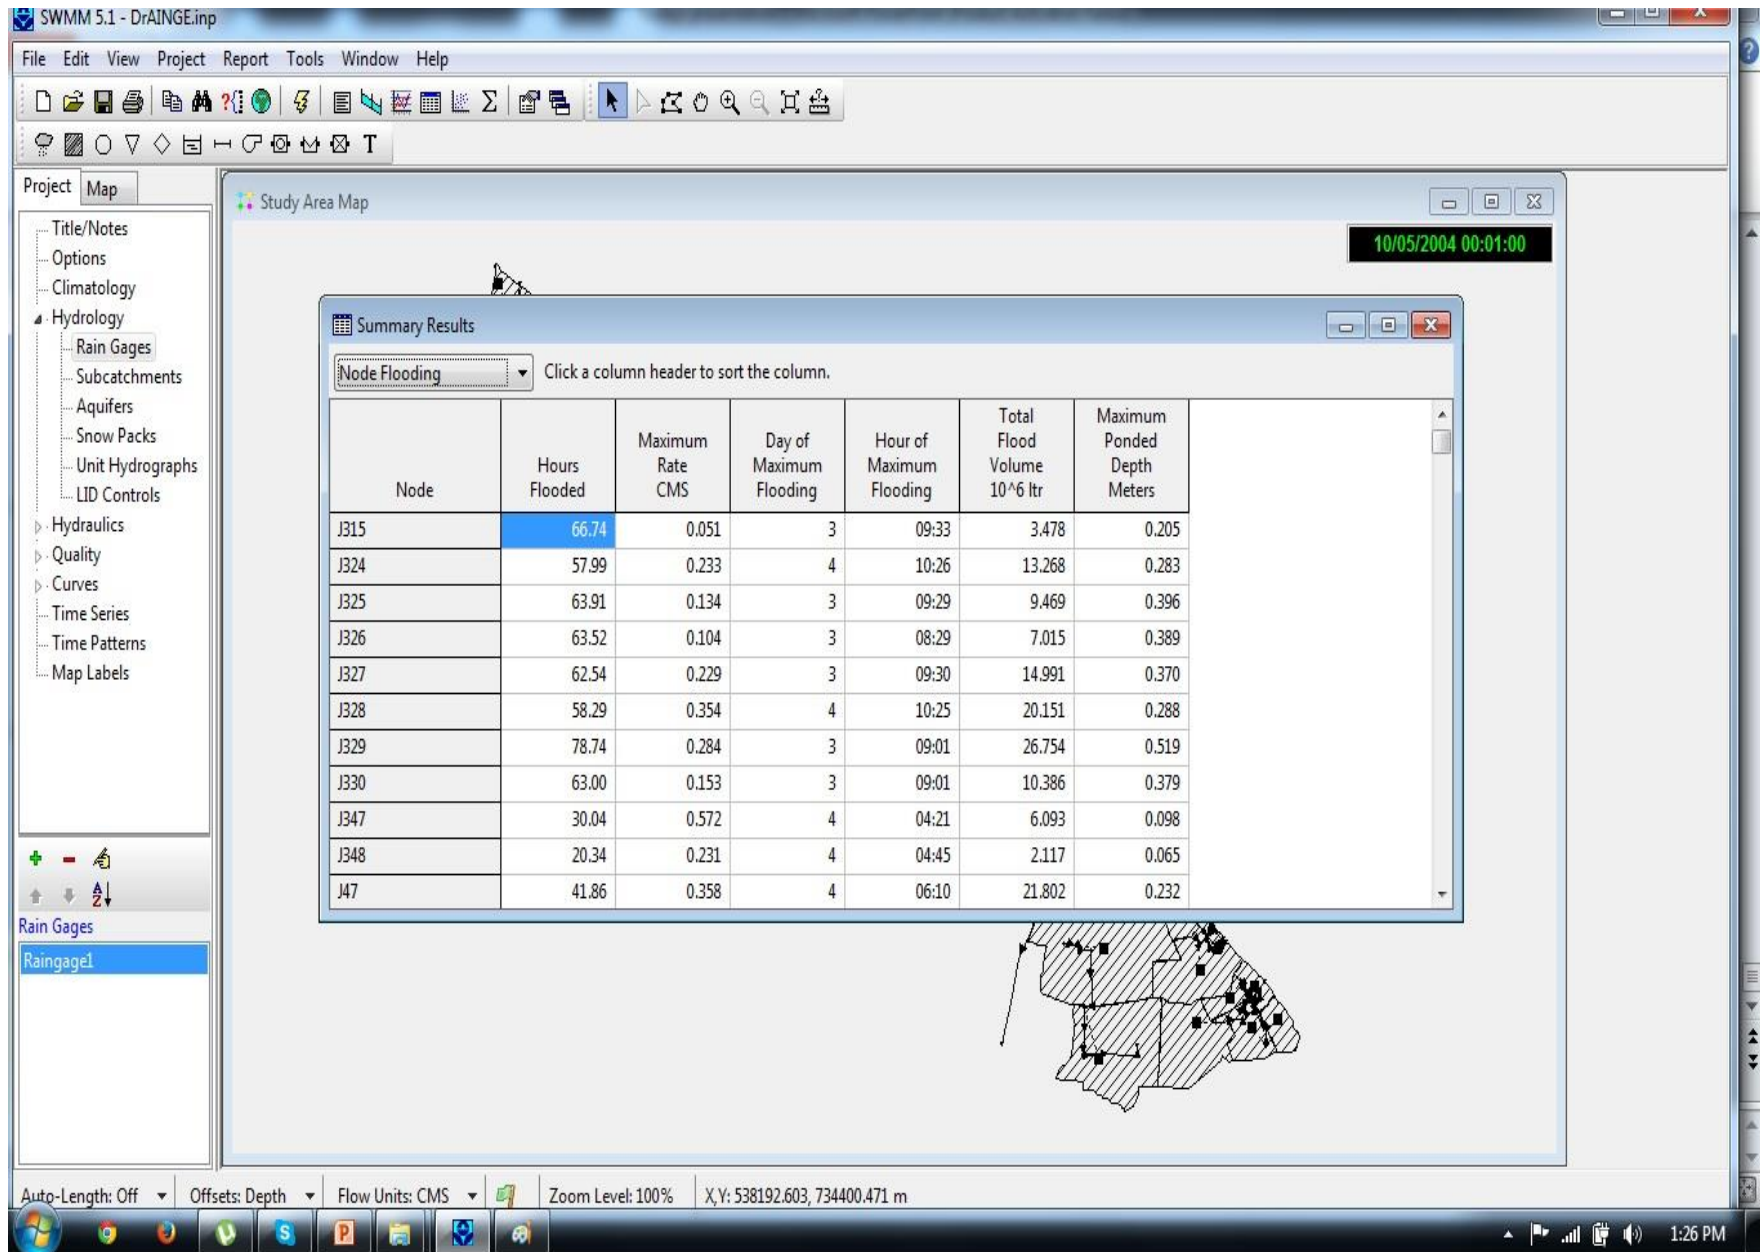 SWMM 5.1 - DrAINGE.inp
File Edit View Project Report Tools Window Help
T
Project Map
Title/Notes
Options
Climatology
Hydrology
Rain Gages
Subcatchments
Aquifers
Snow Packs
Unit Hydrographs
LID Controls
Hydraulics
Quality
Curves
Time Series
Time Patterns
Map Labels
Rain Gages
Raingage1
Study Area Map
10/05/2004 00:01:00
Summary Results
Node Flooding Click a column header to sort the column.
Node Hours Flooded Maximum Rate CMS Day of Maximum Flooding Hour of Maximum Flooding Total Flood Volume 10^6 ltr Maximum Ponded Depth Meters
J315 66.74 0.051 3 09:33 3.478 0.205
J324 57.99 0.233 4 10:26 13.268 0.283
J325 63.91 0.134 3 09:29 9.469 0.396
J326 63.52 0.104 3 08:29 7.015 0.389
J327 62.54 0.229 3 09:30 14.991 0.370
J328 58.29 0.354 4 10:25 20.151 0.288
J329 78.74 0.284 3 09:01 26.754 0.519
J330 63.00 0.153 3 09:01 10.386 0.379
J347 30.04 0.572 4 04:21 6.093 0.098
J348 20.34 0.231 4 04:45 2.117 0.065
J47 41.86 0.358 4 06:10 21.802 0.232
Auto-Length: Off Offsets: Depth Flow Units: CMS Zoom Level: 100% X,Y: 538192.603, 734400.471 m
1:26 PM